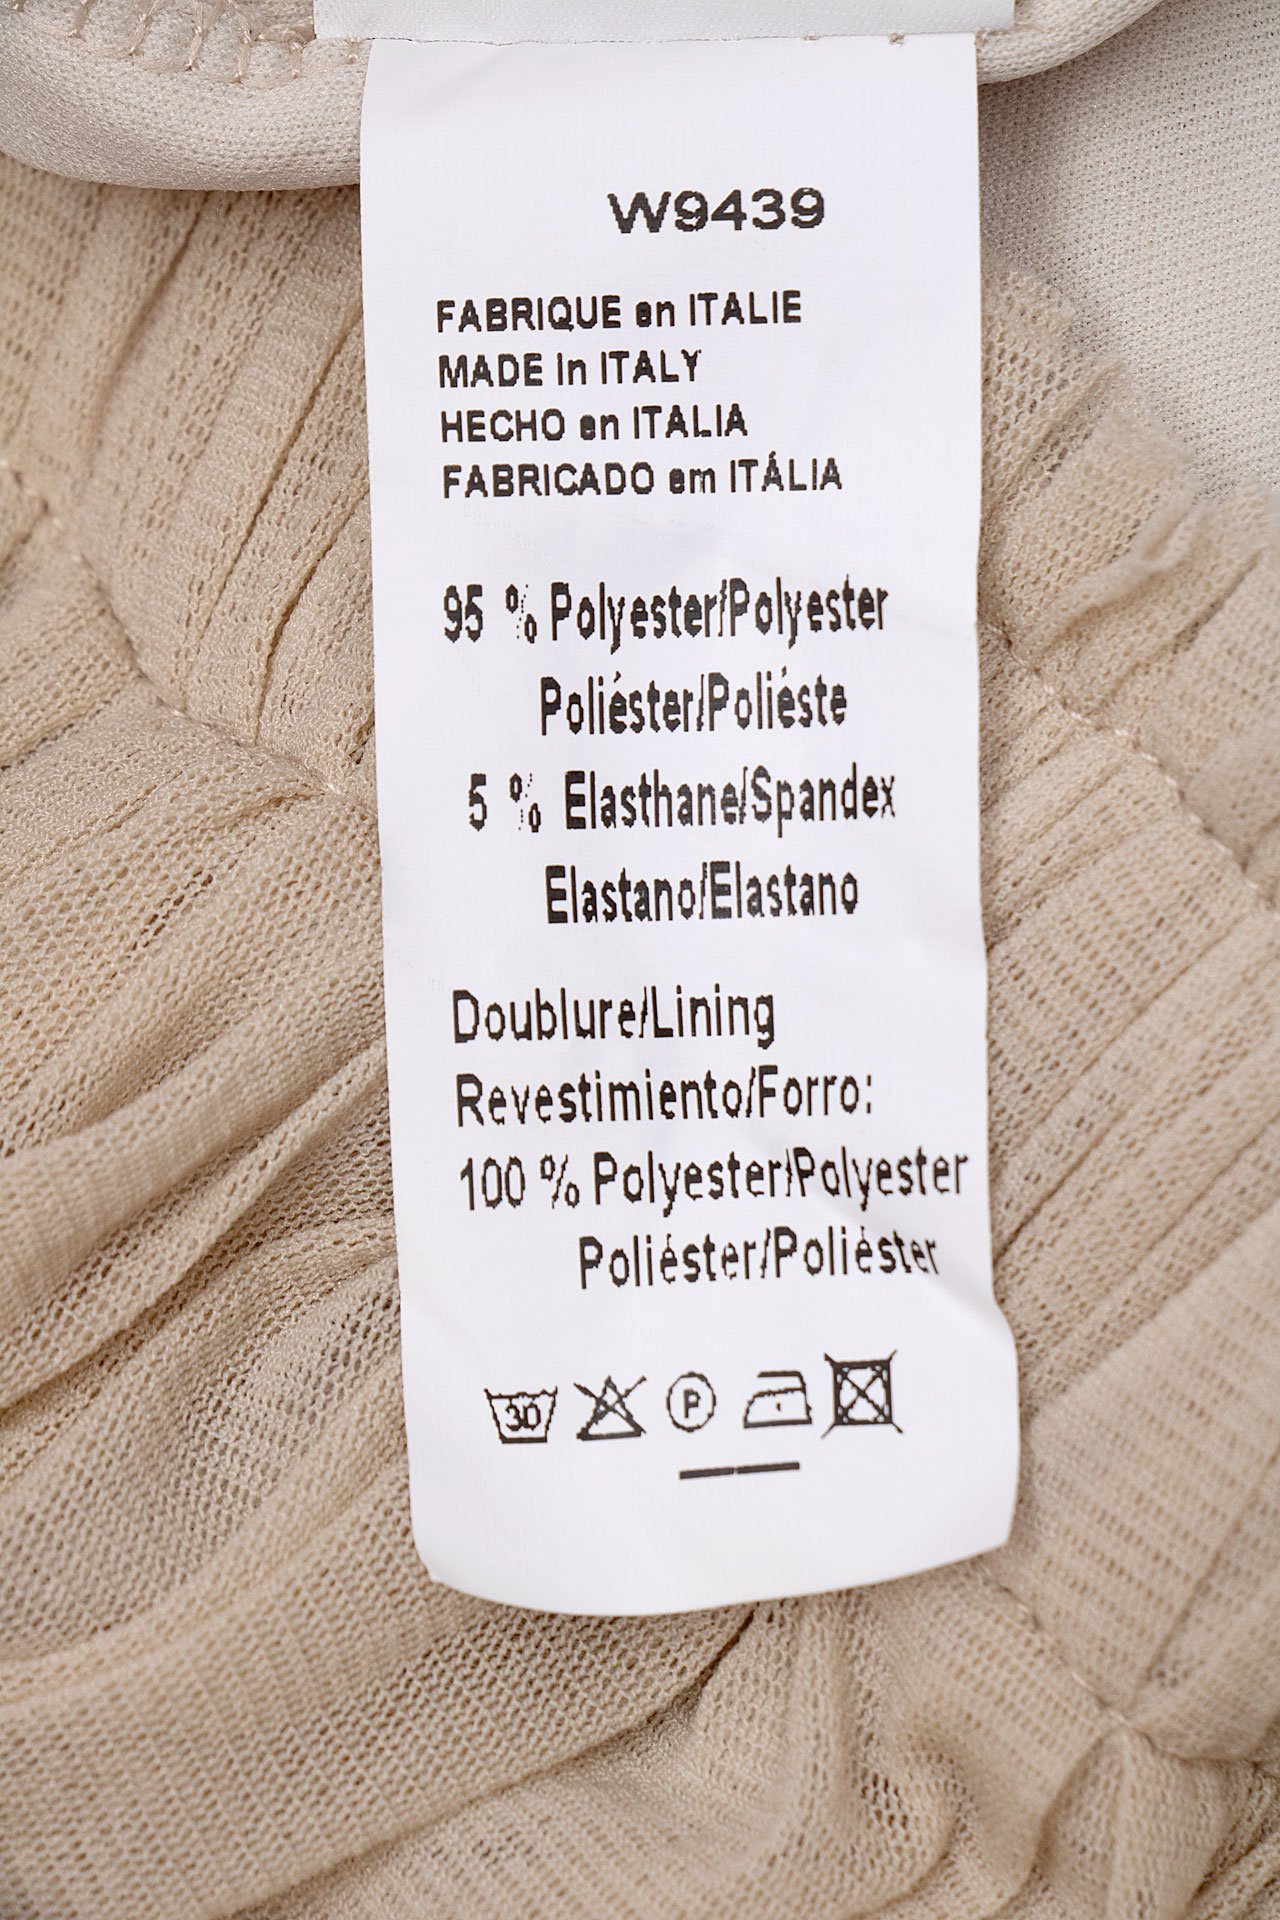 W9439
FABRIQUE en ITALIE
MADE in ITALY
HECHO en ITALIA
FABRICADO em ITÁLIA
95 % Polyester/Polyester
Poliéster/Poliéste
5 % Elasthane/Spandex
Elastano/Elastano
Doublure/Lining
Revestimiento/Forro:
100 % Polyester/Polyester
Poliéster/Poliéster
30 P